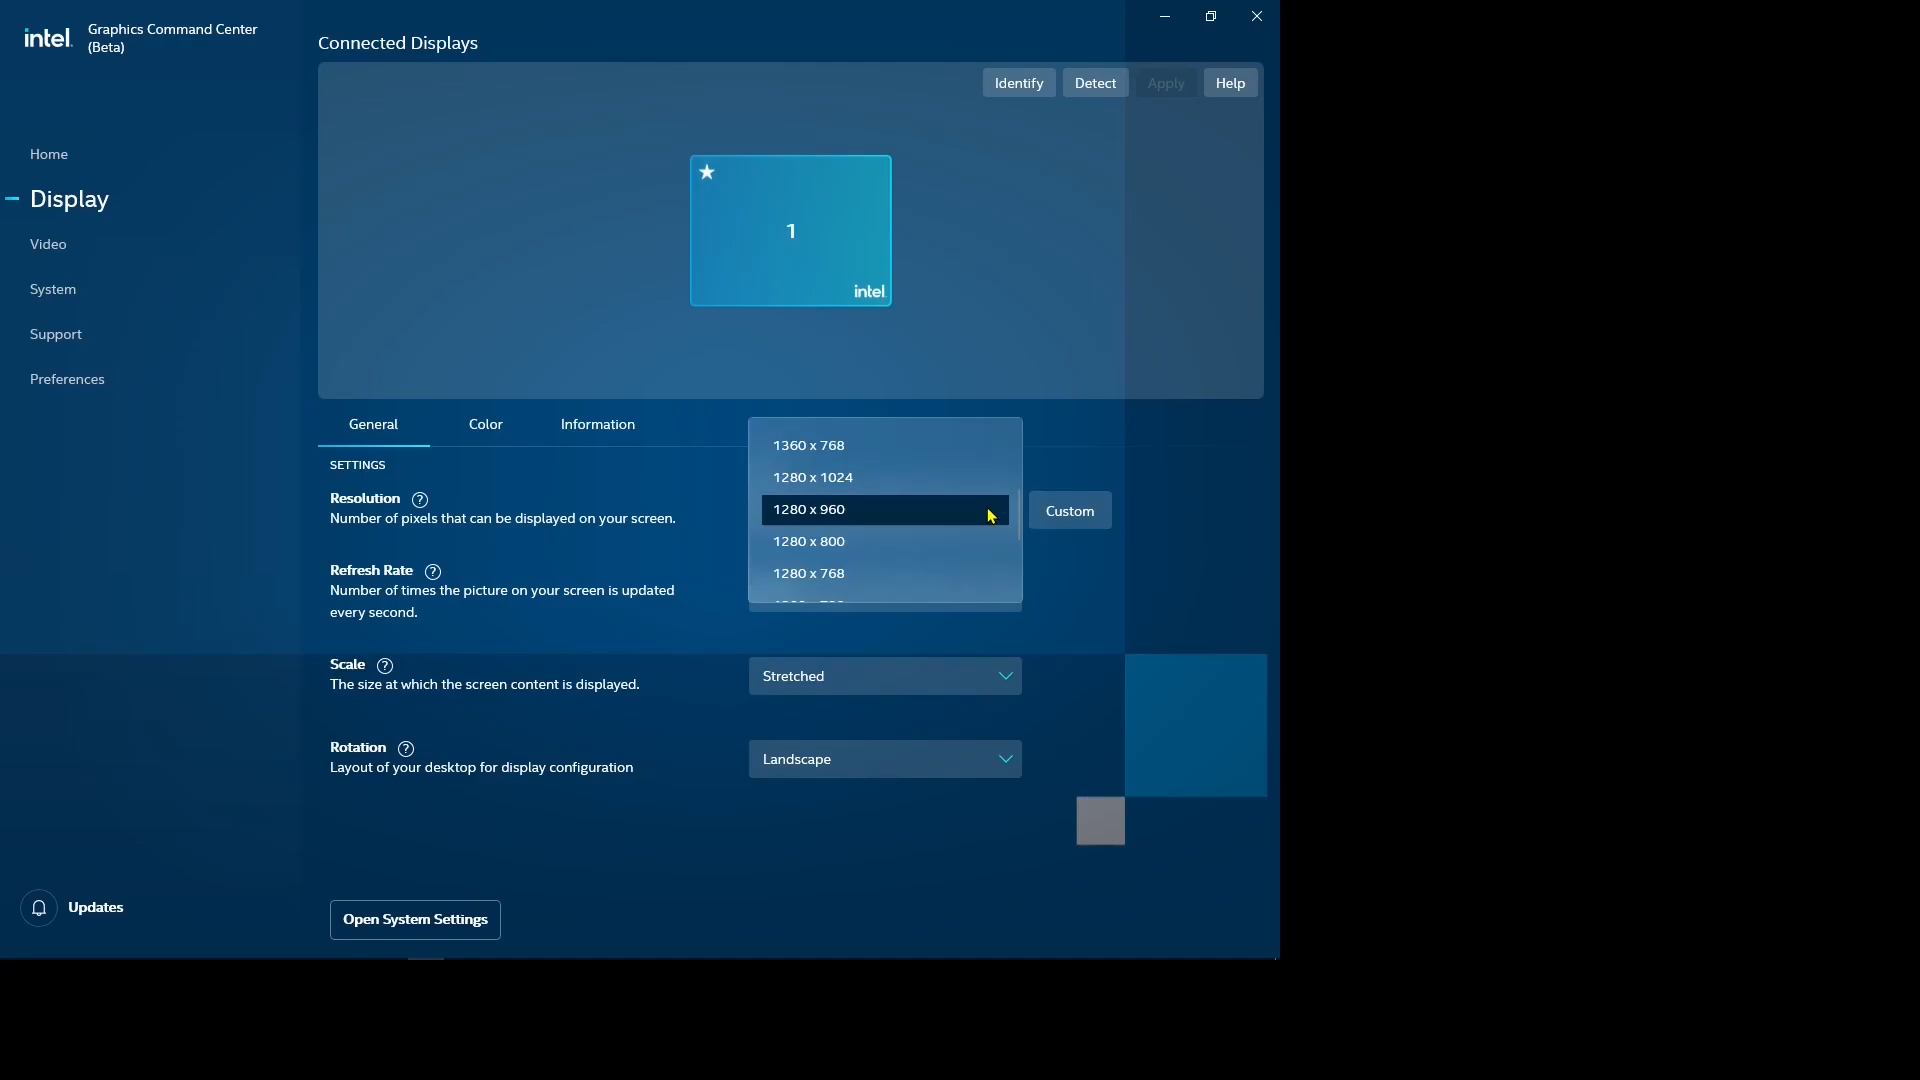 intel.
Graphics Command Center
(Beta)
Connected Displays
Identify
Detect
Apply
Help
Home
Display
Video
System
Support
Preferences
1
intel
General
Color
Information
SETTINGS
Resolution ?
Number of pixels that can be displayed on your screen.
1360 x 768
1280 x 1024
1280 x 960
1280 x 800
1280 x 768
Custom
Refresh Rate ?
Number of times the picture on your screen is updated
every second.
Scale ?
The size at which the screen content is displayed.
Stretched
Rotation ?
Layout of your desktop for display configuration
Landscape
Updates
Open System Settings